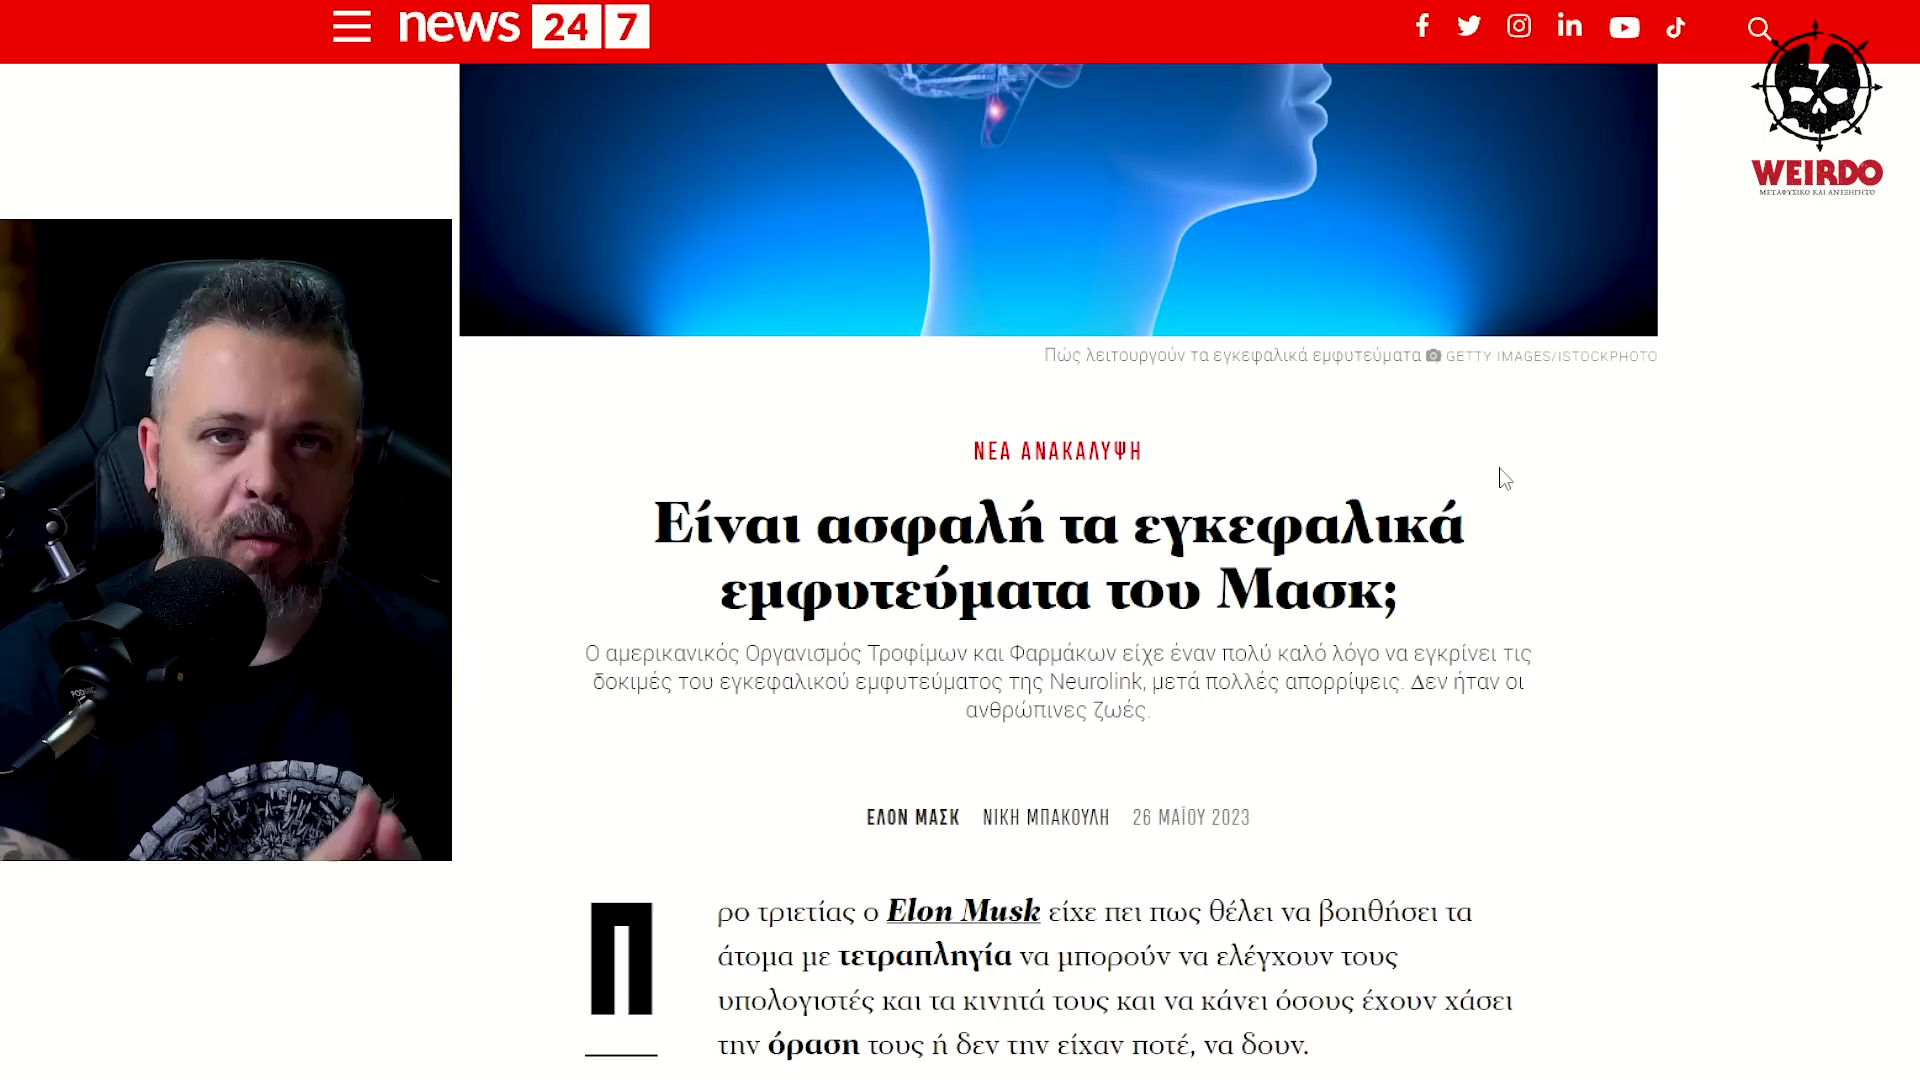 news 24 7
WEIRDO
ΜΕΤΑΦΥΣΙΚΟ ΚΑΙ ΑΝΕΞΗΓΗΤΟ
Πώς λειτουργούν τα εγκεφαλικά εμφυτεύματα GETTY IMAGES/ISTOCKPHOTO
ΝΕΑ ΑΝΑΚΑΛΥΨΗ
Είναι ασφαλή τα εγκεφαλικά
εμφυτεύματα του Μασκ;
Ο αμερικανικός Οργανισμός Τροφίμων και Φαρμάκων είχε έναν πολύ καλό λόγο να εγκρίνει τις
δοκιμές του εγκεφαλικού εμφυτεύματος της Neurolink, μετά πολλές απορρίψεις. Δεν ήταν οι
ανθρώπινες ζωές.
ΕΛΟΝ ΜΑΣΚ ΝΙΚΗ ΜΠΑΚΟΥΛΗ 26 ΜΑΪΟΥ 2023
Προ τριετίας ο Elon Musk είχε πει πως θέλει να βοηθήσει τα
άτομα με τετραπληγία να μπορούν να ελέγχουν τους
υπολογιστές και τα κινητά τους και να κάνει όσους έχουν χάσει
την όραση τους ή δεν την είχαν ποτέ, να δουν.